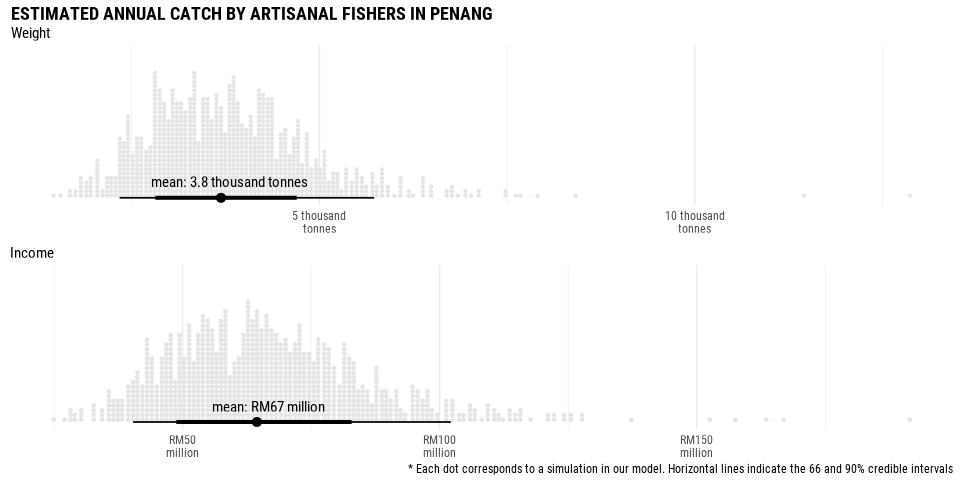 ESTIMATED ANNUAL CATCH BY ARTISANAL FISHERS IN PENANG
Weight
mean: 3.8 thousand tonnes
5 thousand
tonnes
10 thousand
tonnes
Income
mean: RM67 million
RM50
million
RM100
million
RM150
million
* Each dot corresponds to a simulation in our model. Horizontal lines indicate the 66 and 90% credible intervals